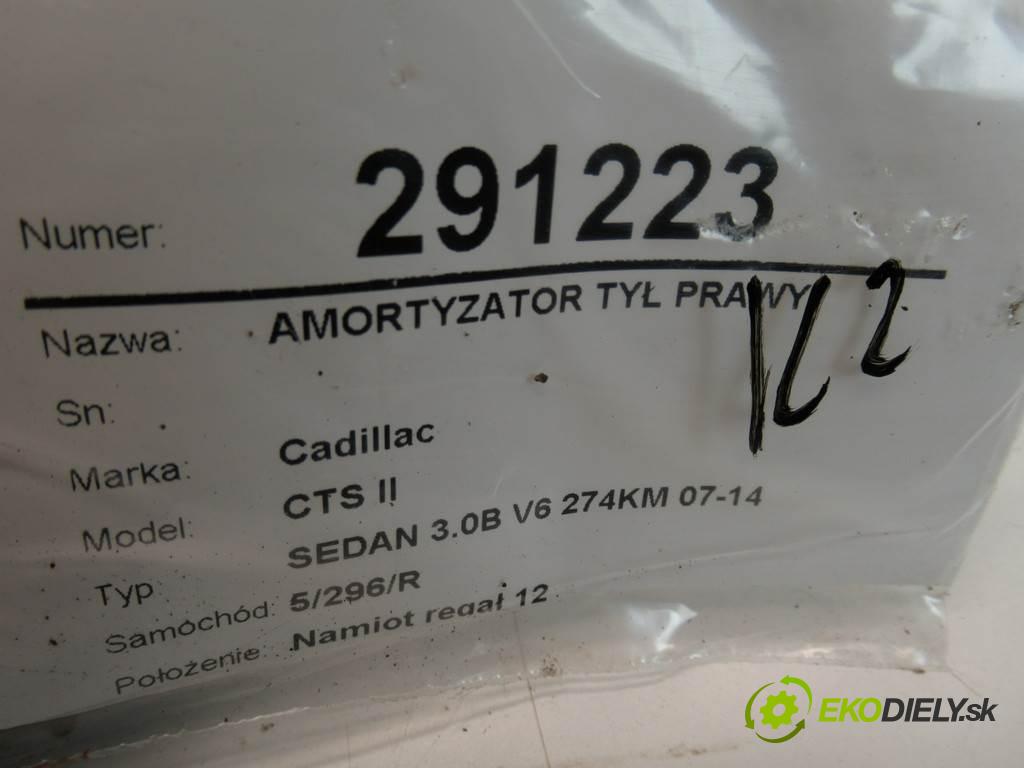 Numer: 291223
Nazwa: AMORTYZATOR TYŁ PRAWY
Sn:
Marka: Cadillac
Model: CTS II
Typ SEDAN 3.0B V6 274KM 07-14
Samochód: 5/296/R
Położenie: Namiot regał 12
EKODIELY.sk